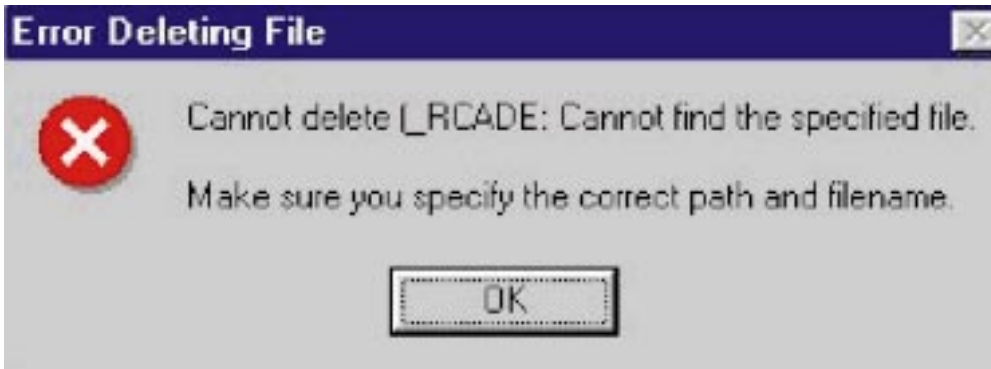 Error Deleting File
Cannot delete (_RCADE: Cannot find the specified file.
Make sure you specify the correct path and filename.
OK